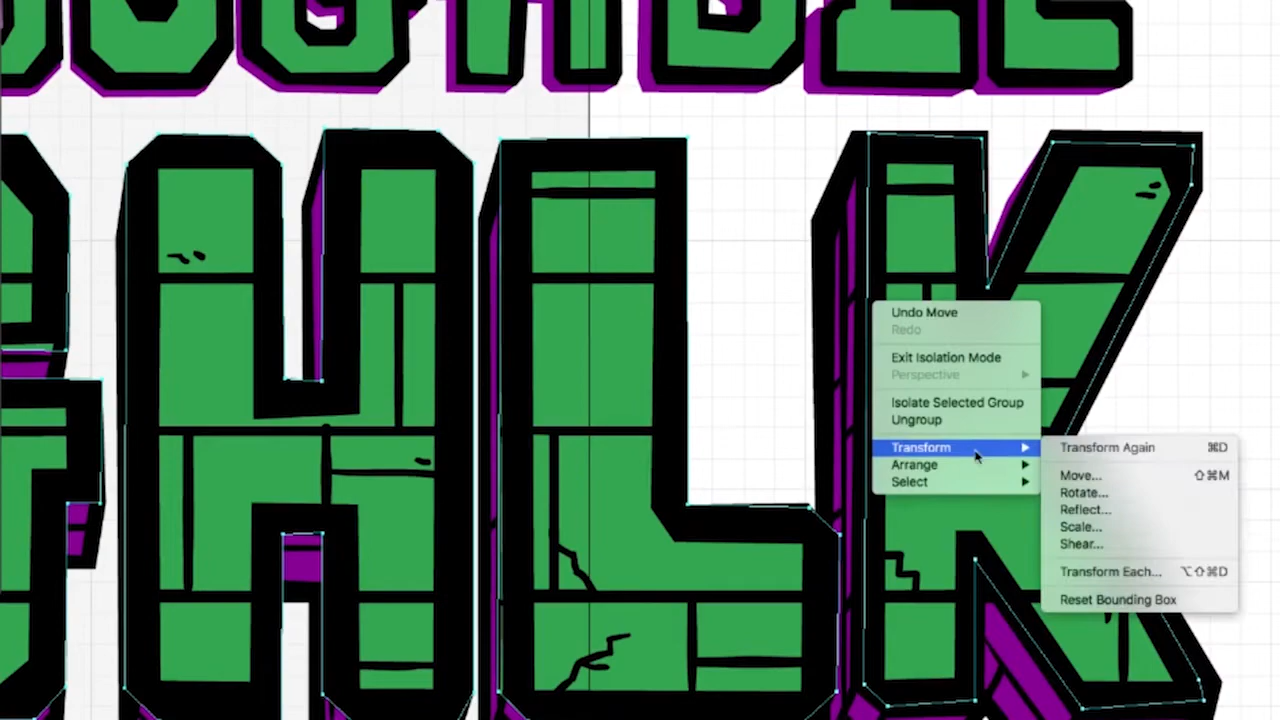 GHLK
Undo Move
Redo
Exit Isolation Mode
Perspective
Isolate Selected Group
Ungroup
Transform
Arrange
Select
Transform Again ⌘D
Move... ⇧⌘M
Rotate...
Reflect...
Scale...
Shear...
Transform Each... ⌥⇧⌘D
Reset Bounding Box